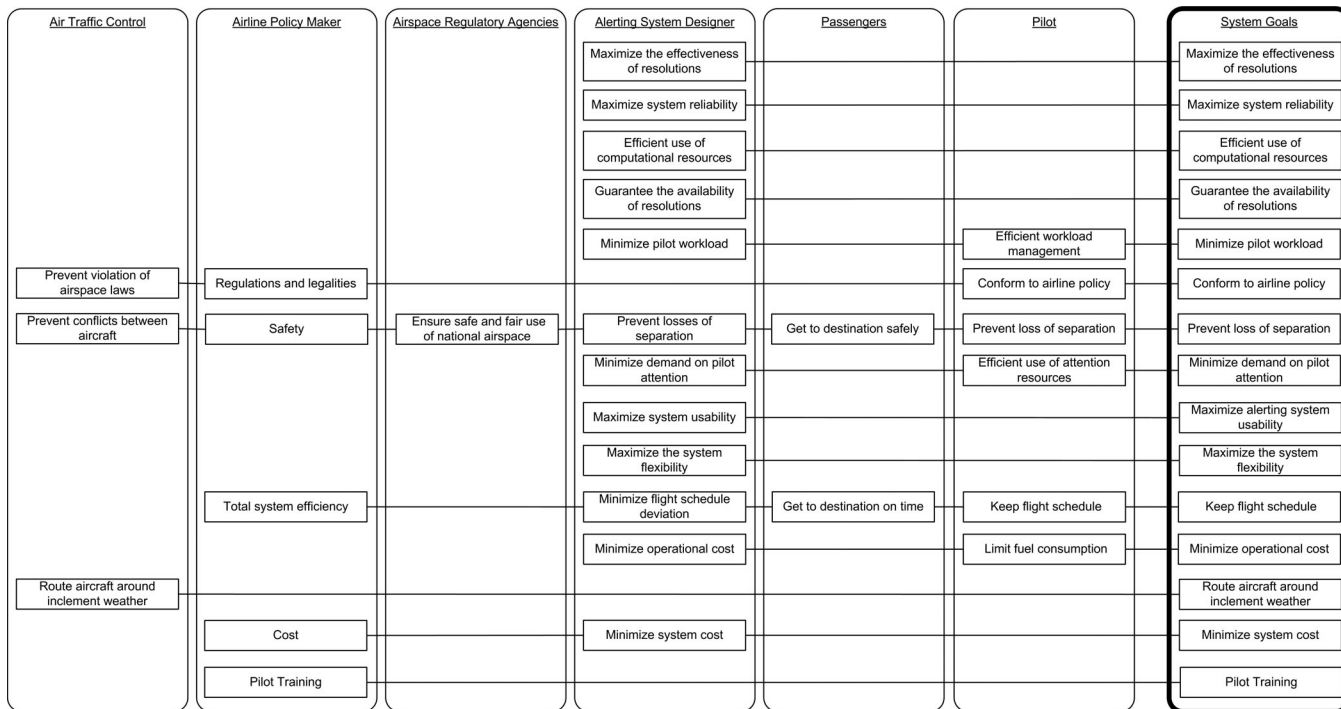 Air Traffic Control
Airline Policy Maker
Airspace Regulatory Agencies
Alerting System Designer
Passengers
Pilot
System Goals
Maximize the effectiveness
of resolutions
Maximize the effectiveness
of resolutions
Maximize system reliability
Maximize system reliability
Efficient use of
computational resources
Efficient use of
computational resources
Guarantee the availability
of resolutions
Guarantee the availability
of resolutions
Minimize pilot workload
Efficient workload
management
Minimize pilot workload
Prevent violation of
airspace laws
Regulations and legalities
Conform to airline policy
Conform to airline policy
Prevent conflicts between
aircraft
Safety
Ensure safe and fair use
of national airspace
Prevent losses of
separation
Get to destination safely
Prevent loss of separation
Prevent loss of separation
Minimize demand on pilot
attention
Efficient use of attention
resources
Minimize demand on pilot
attention
Maximize system usability
Maximize alerting system
usability
Maximize the system
flexibility
Maximize the system
flexibility
Total system efficiency
Minimize flight schedule
deviation
Get to destination on time
Keep flight schedule
Keep flight schedule
Minimize operational cost
Limit fuel consumption
Minimize operational cost
Route aircraft around
inclement weather
Route aircraft around
inclement weather
Cost
Minimize system cost
Minimize system cost
Pilot Training
Pilot Training